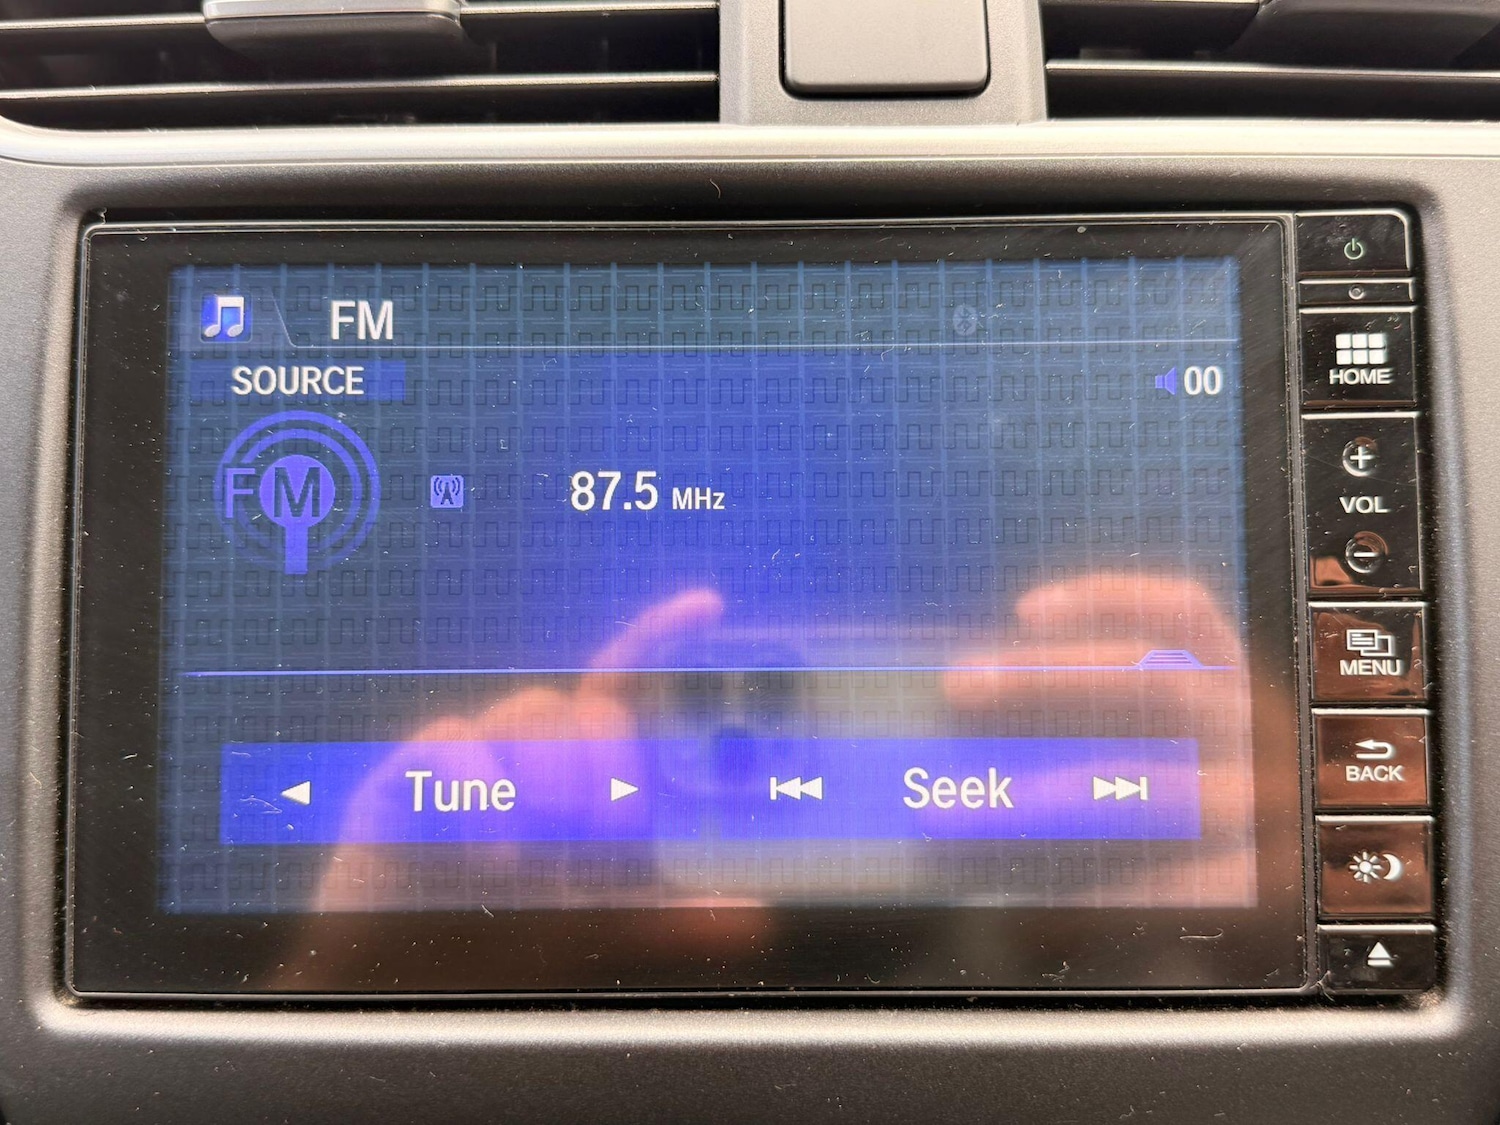 FM
SOURCE
00
FM
87.5 MHz
Tune
Seek
HOME
VOL
MENU
BACK